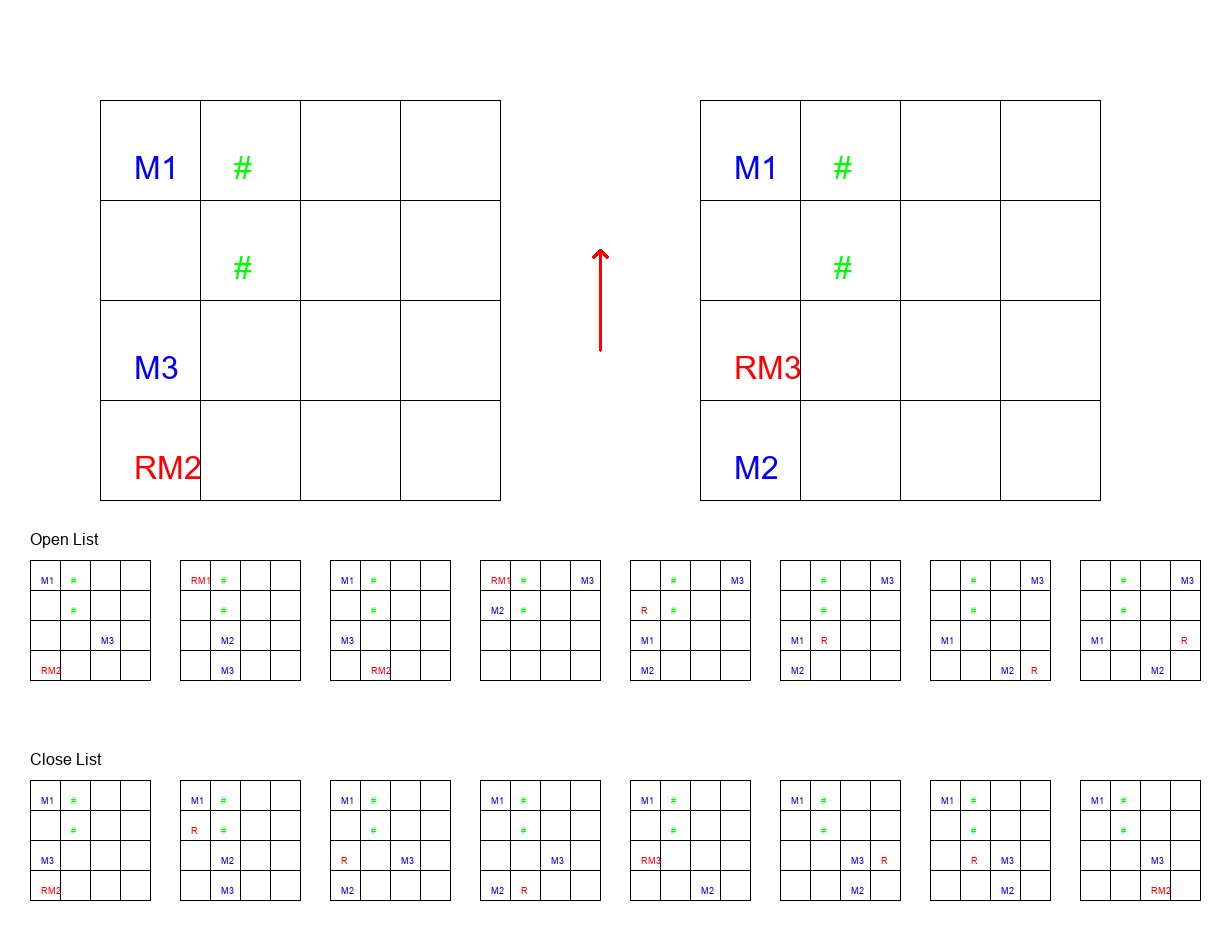 M1 # M1 #
# #
M3 RM3
RM2 M2
Open List
M1 # RM1 # M1 # RM1 # M3 # M3 # M3 # M3 # M3
# # # M2 # R # # # #
M3 M2 M3 M1 M1 R M1 M1 R
RM2 M3 RM2 M2 M2 M2 R M2
Close List
M1 # M1 # M1 # M1 # M1 # M1 # M1 # M1 #
# R # # # # # # #
M3 M2 R M3 M3 RM3 M3 R R M3 M3
RM2 M3 M2 M2 R M2 M2 M2 RM2